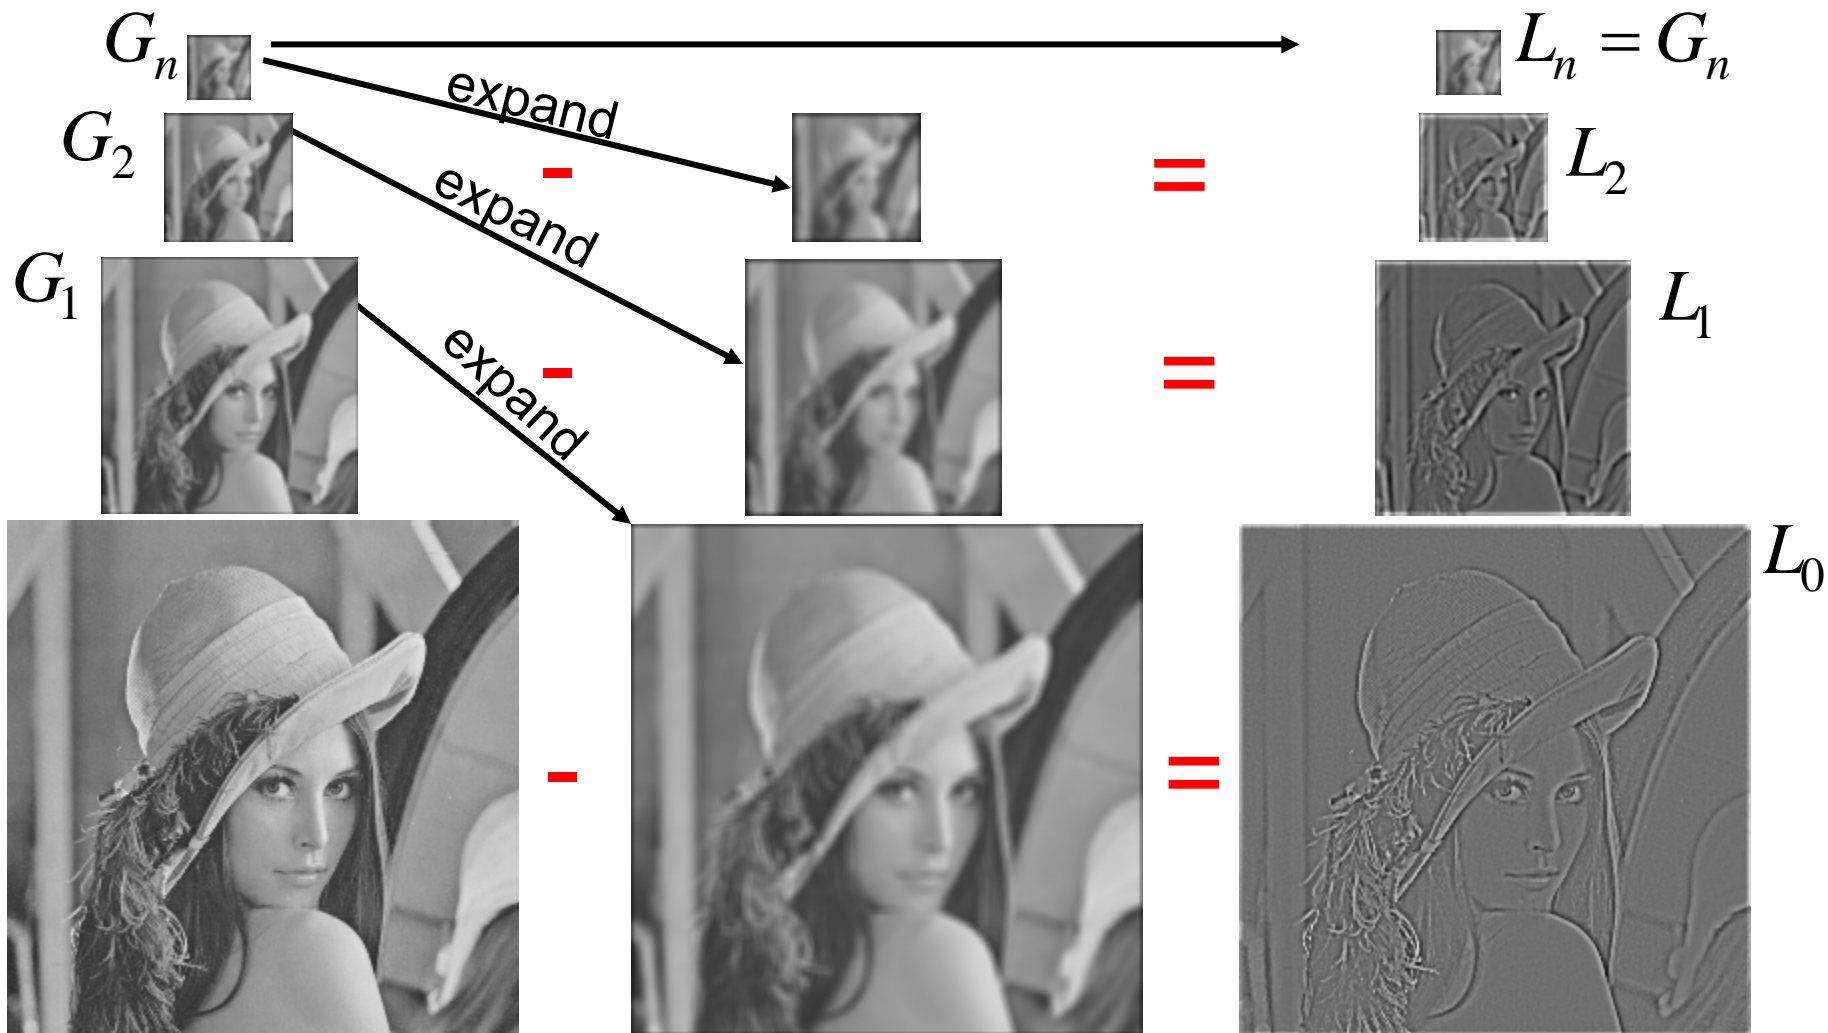 Gₙ
Lₙ = Gₙ
expand
G₂
-
=
L₂
expand
G₁
-
=
L₁
expand
L₀
-
=